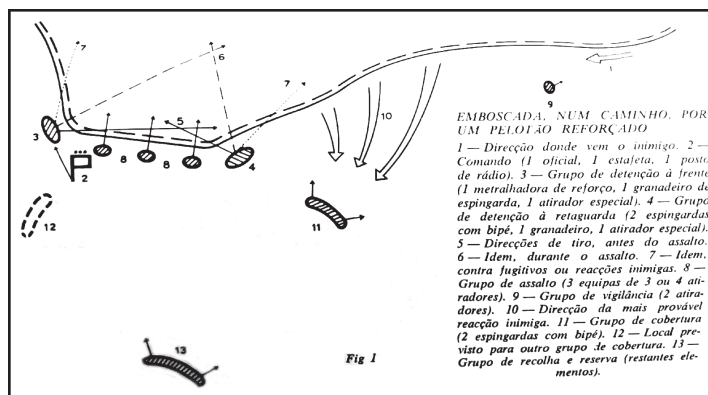 7
6
7
1
9
5
10
3
8
8
4
2
12
11
13
Fig 1
EMBOSCADA, NUM CAMINHO, POR
UM PELOTÃO REFORÇADO
1 — Direcção donde vem o inimigo. 2 —
Comando (1 oficial, 1 estafeta, 1 posto
de rádio). 3 — Grupo de detenção à frente
(1 metralhadora de reforço, 1 granadeiro de
espingarda, 1 atirador especial). 4 — Grupo
de detenção à retaguarda (2 espingardas
com bipé, 1 granadeiro, 1 atirador especial).
5 — Direcções de tiro, antes do assalto.
6 — Idem, durante o assalto. 7 — Idem,
contra fugitivos ou reacções inimigas. 8 —
Grupo de assalto (3 equipas de 3 ou 4 ati-
radores). 9 — Grupo de vigilância (2 atira-
dores). 10 — Direcção da mais provável
reacção inimiga. 11 — Grupo de cobertura
(2 espingardas com bipé). 12 — Local pre-
visto para outro grupo de cobertura. 13 —
Grupo de recolha e reserva (restantes ele-
mentos).